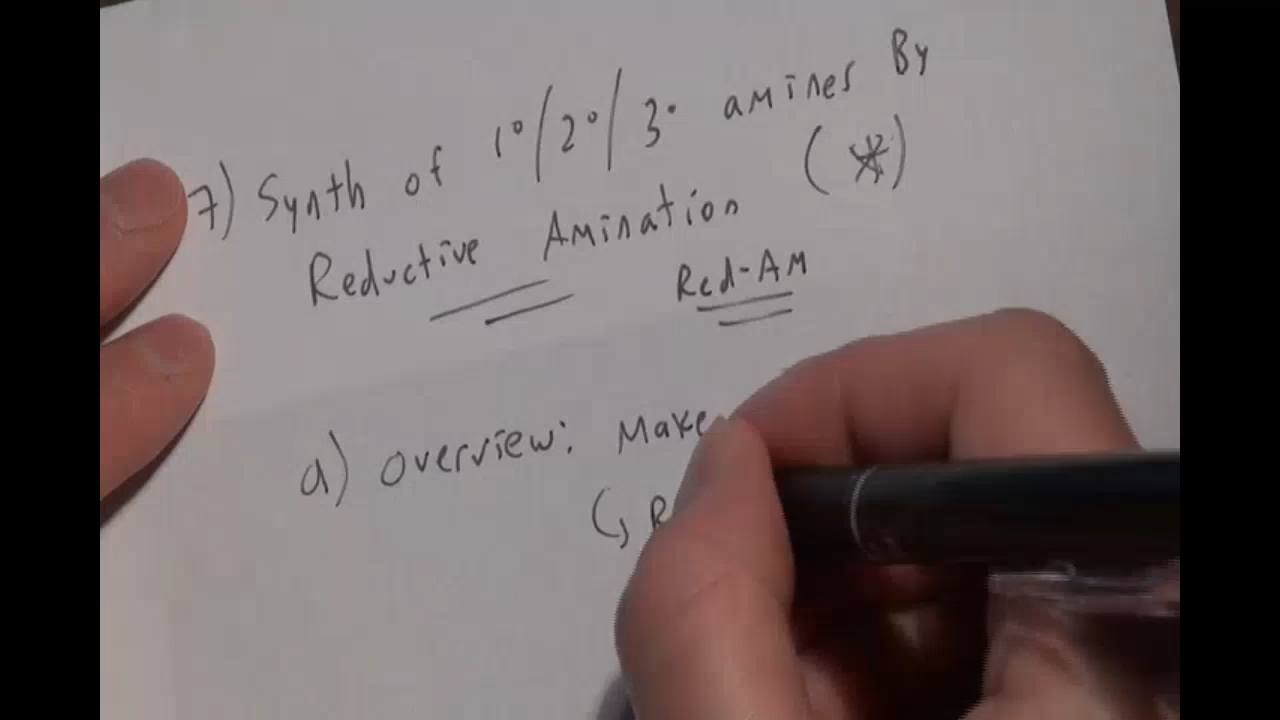 7) Synth of 1°/2°/3° amines By
Reductive Amination (*)
Red-AM
a) overview: Make
↳ R